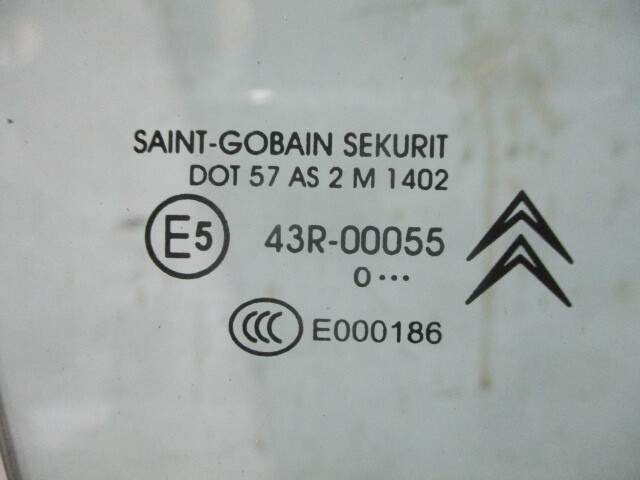 SAINT-GOBAIN SEKURIT
DOT 57 AS 2 M 1402
E5 43R-00055
0 •••
CCC E000186